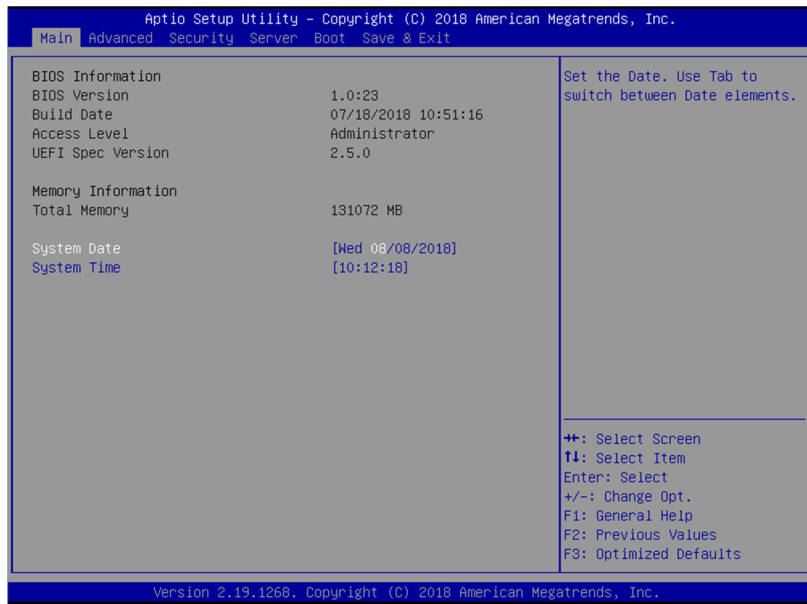 Aptio Setup Utility – Copyright (C) 2018 American Megatrends, Inc.
Main Advanced Security Server Boot Save & Exit
BIOS Information
BIOS Version 1.0:23
Build Date 07/18/2018 10:51:16
Access Level Administrator
UEFI Spec Version 2.5.0
Memory Information
Total Memory 131072 MB
System Date [Wed 08/08/2018]
System Time [10:12:18]
Set the Date. Use Tab to
switch between Date elements.
→←: Select Screen
↑↓: Select Item
Enter: Select
+/-: Change Opt.
F1: General Help
F2: Previous Values
F3: Optimized Defaults
Version 2.19.1268. Copyright (C) 2018 American Megatrends, Inc.